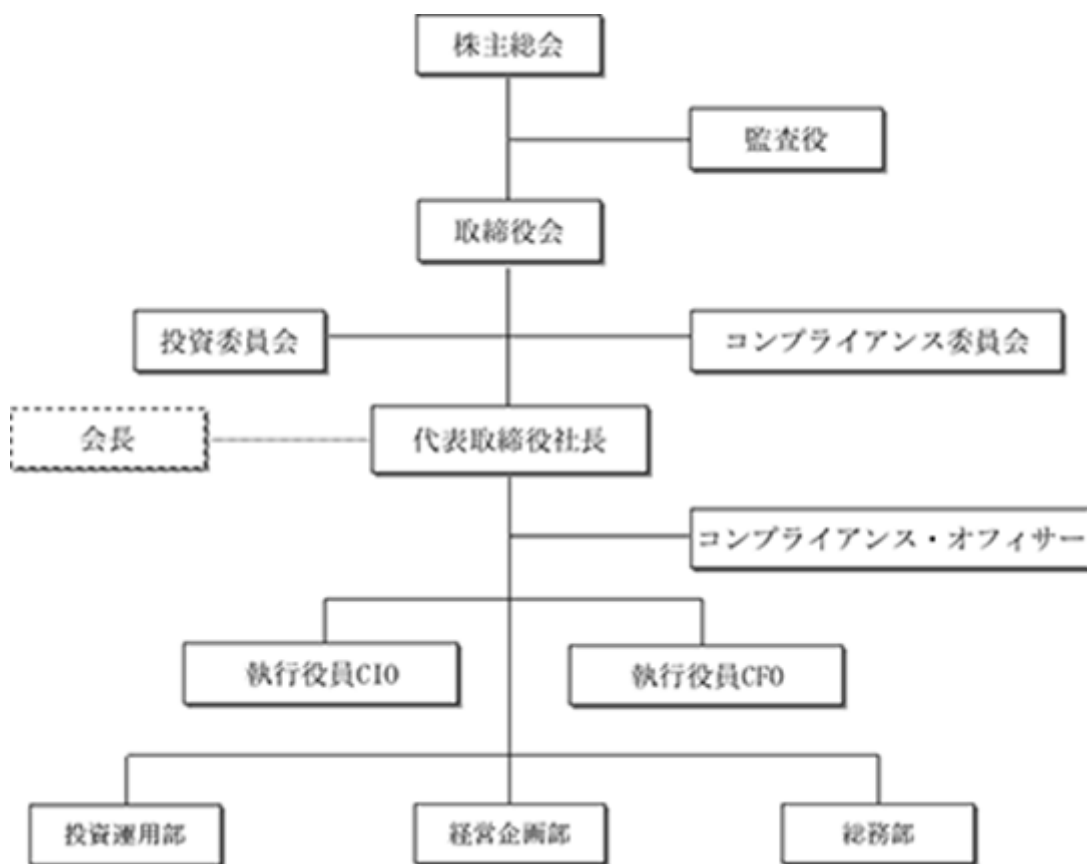 株主総会
監査役
取締役会
投資委員会
コンプライアンス委員会
会長
代表取締役社長
コンプライアンス・オフィサー
執行役員CIO
執行役員CFO
投資運用部
経営企画部
総務部